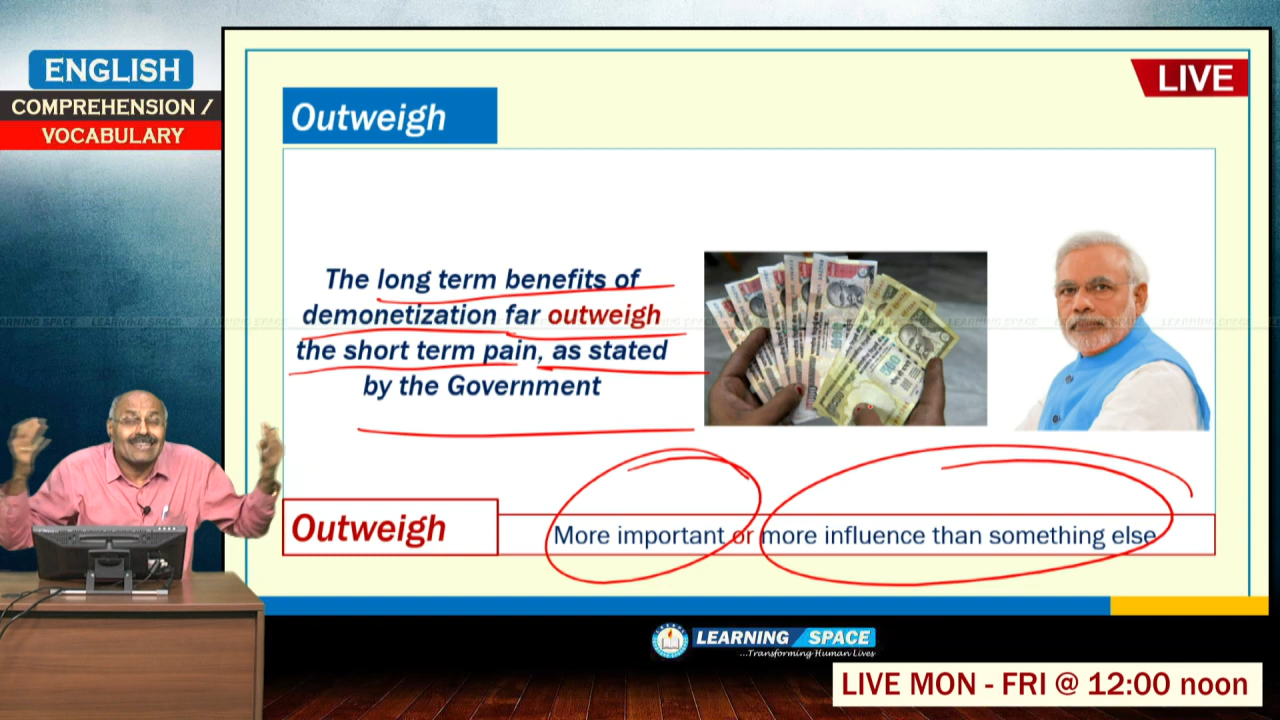 ENGLISH
COMPREHENSION /
VOCABULARY
LIVE
Outweigh
The long term benefits of
demonetization far outweigh
the short term pain, as stated
by the Government
LEARNING SPACE
Outweigh
More important or more influence than something else
LEARNING SPACE
...Transforming Human Lives
LIVE MON - FRI @ 12:00 noon